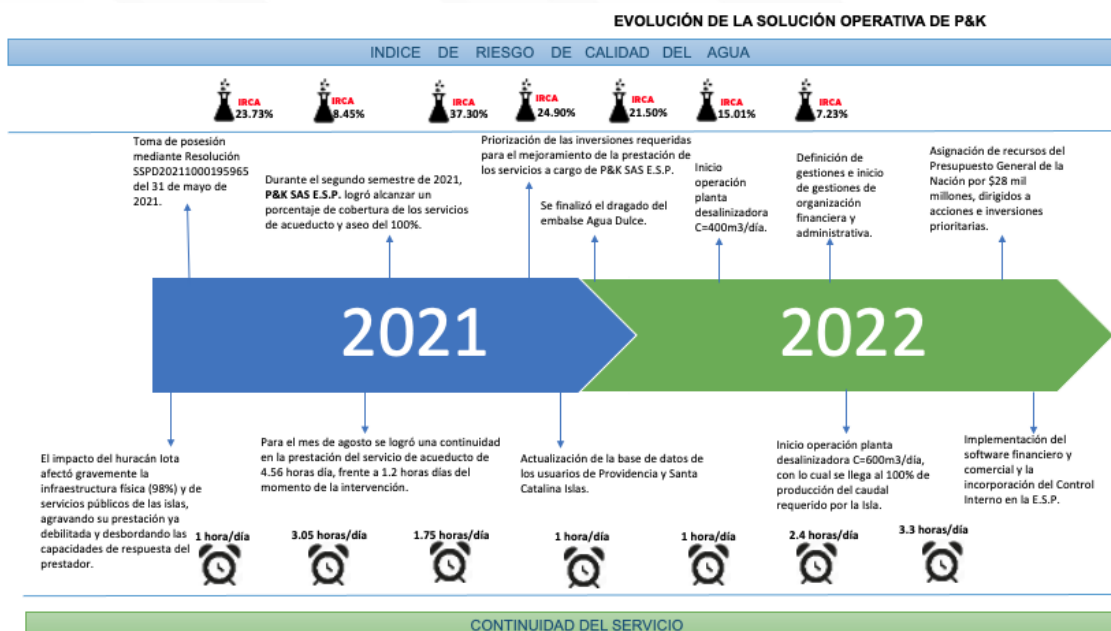 EVOLUCIÓN DE LA SOLUCIÓN OPERATIVA DE P&K
INDICE DE RIESGO DE CALIDAD DEL AGUA
IRCA
23.73%
IRCA
8.45%
IRCA
37.30%
IRCA
24.90%
IRCA
21.50%
IRCA
15.01%
IRCA
7.23%
Toma de posesión
mediante Resolución
SSPD20211000195965
del 31 de mayo de
2021.
Durante el segundo semestre de 2021,
P&K SAS E.S.P. logró alcanzar un
porcentaje de cobertura de los servicios
de acueducto y aseo del 100%.
Priorización de las inversiones requeridas
para el mejoramiento de la prestación de
los servicios a cargo de P&K SAS E.S.P.
Se finalizó el dragado del
embalse Agua Dulce.
Inicio
operación
planta
desalinizadora
C=400m3/día.
Definición de
gestiones e inicio
de gestiones de
organización
financiera y
administrativa.
Asignación de recursos del
Presupuesto General de la
Nación por $28 mil
millones, dirigidos a
acciones e inversiones
prioritarias.
2021
2022
El impacto del huracán Iota
afectó gravemente la
infraestructura física (98%) y de
servicios públicos de las islas,
agravando su prestación ya
debilitada y desbordando las
capacidades de respuesta del
prestador.
Para el mes de agosto se logró una continuidad
en la prestación del servicio de acueducto de
4.56 horas día, frente a 1.2 horas días del
momento de la intervención.
Actualización de la base de datos de
los usuarios de Providencia y Santa
Catalina Islas.
Inicio operación planta
desalinizadora C=600m3/día,
con lo cual se llega al 100% de
producción del caudal
requerido por la Isla.
Implementación del
software financiero y
comercial y la
incorporación del Control
Interno en la E.S.P.
1 hora/día
3.05 horas/día
1.75 horas/día
1 hora/día
1 hora/día
2.4 horas/día
3.3 horas/día
CONTINUIDAD DEL SERVICIO